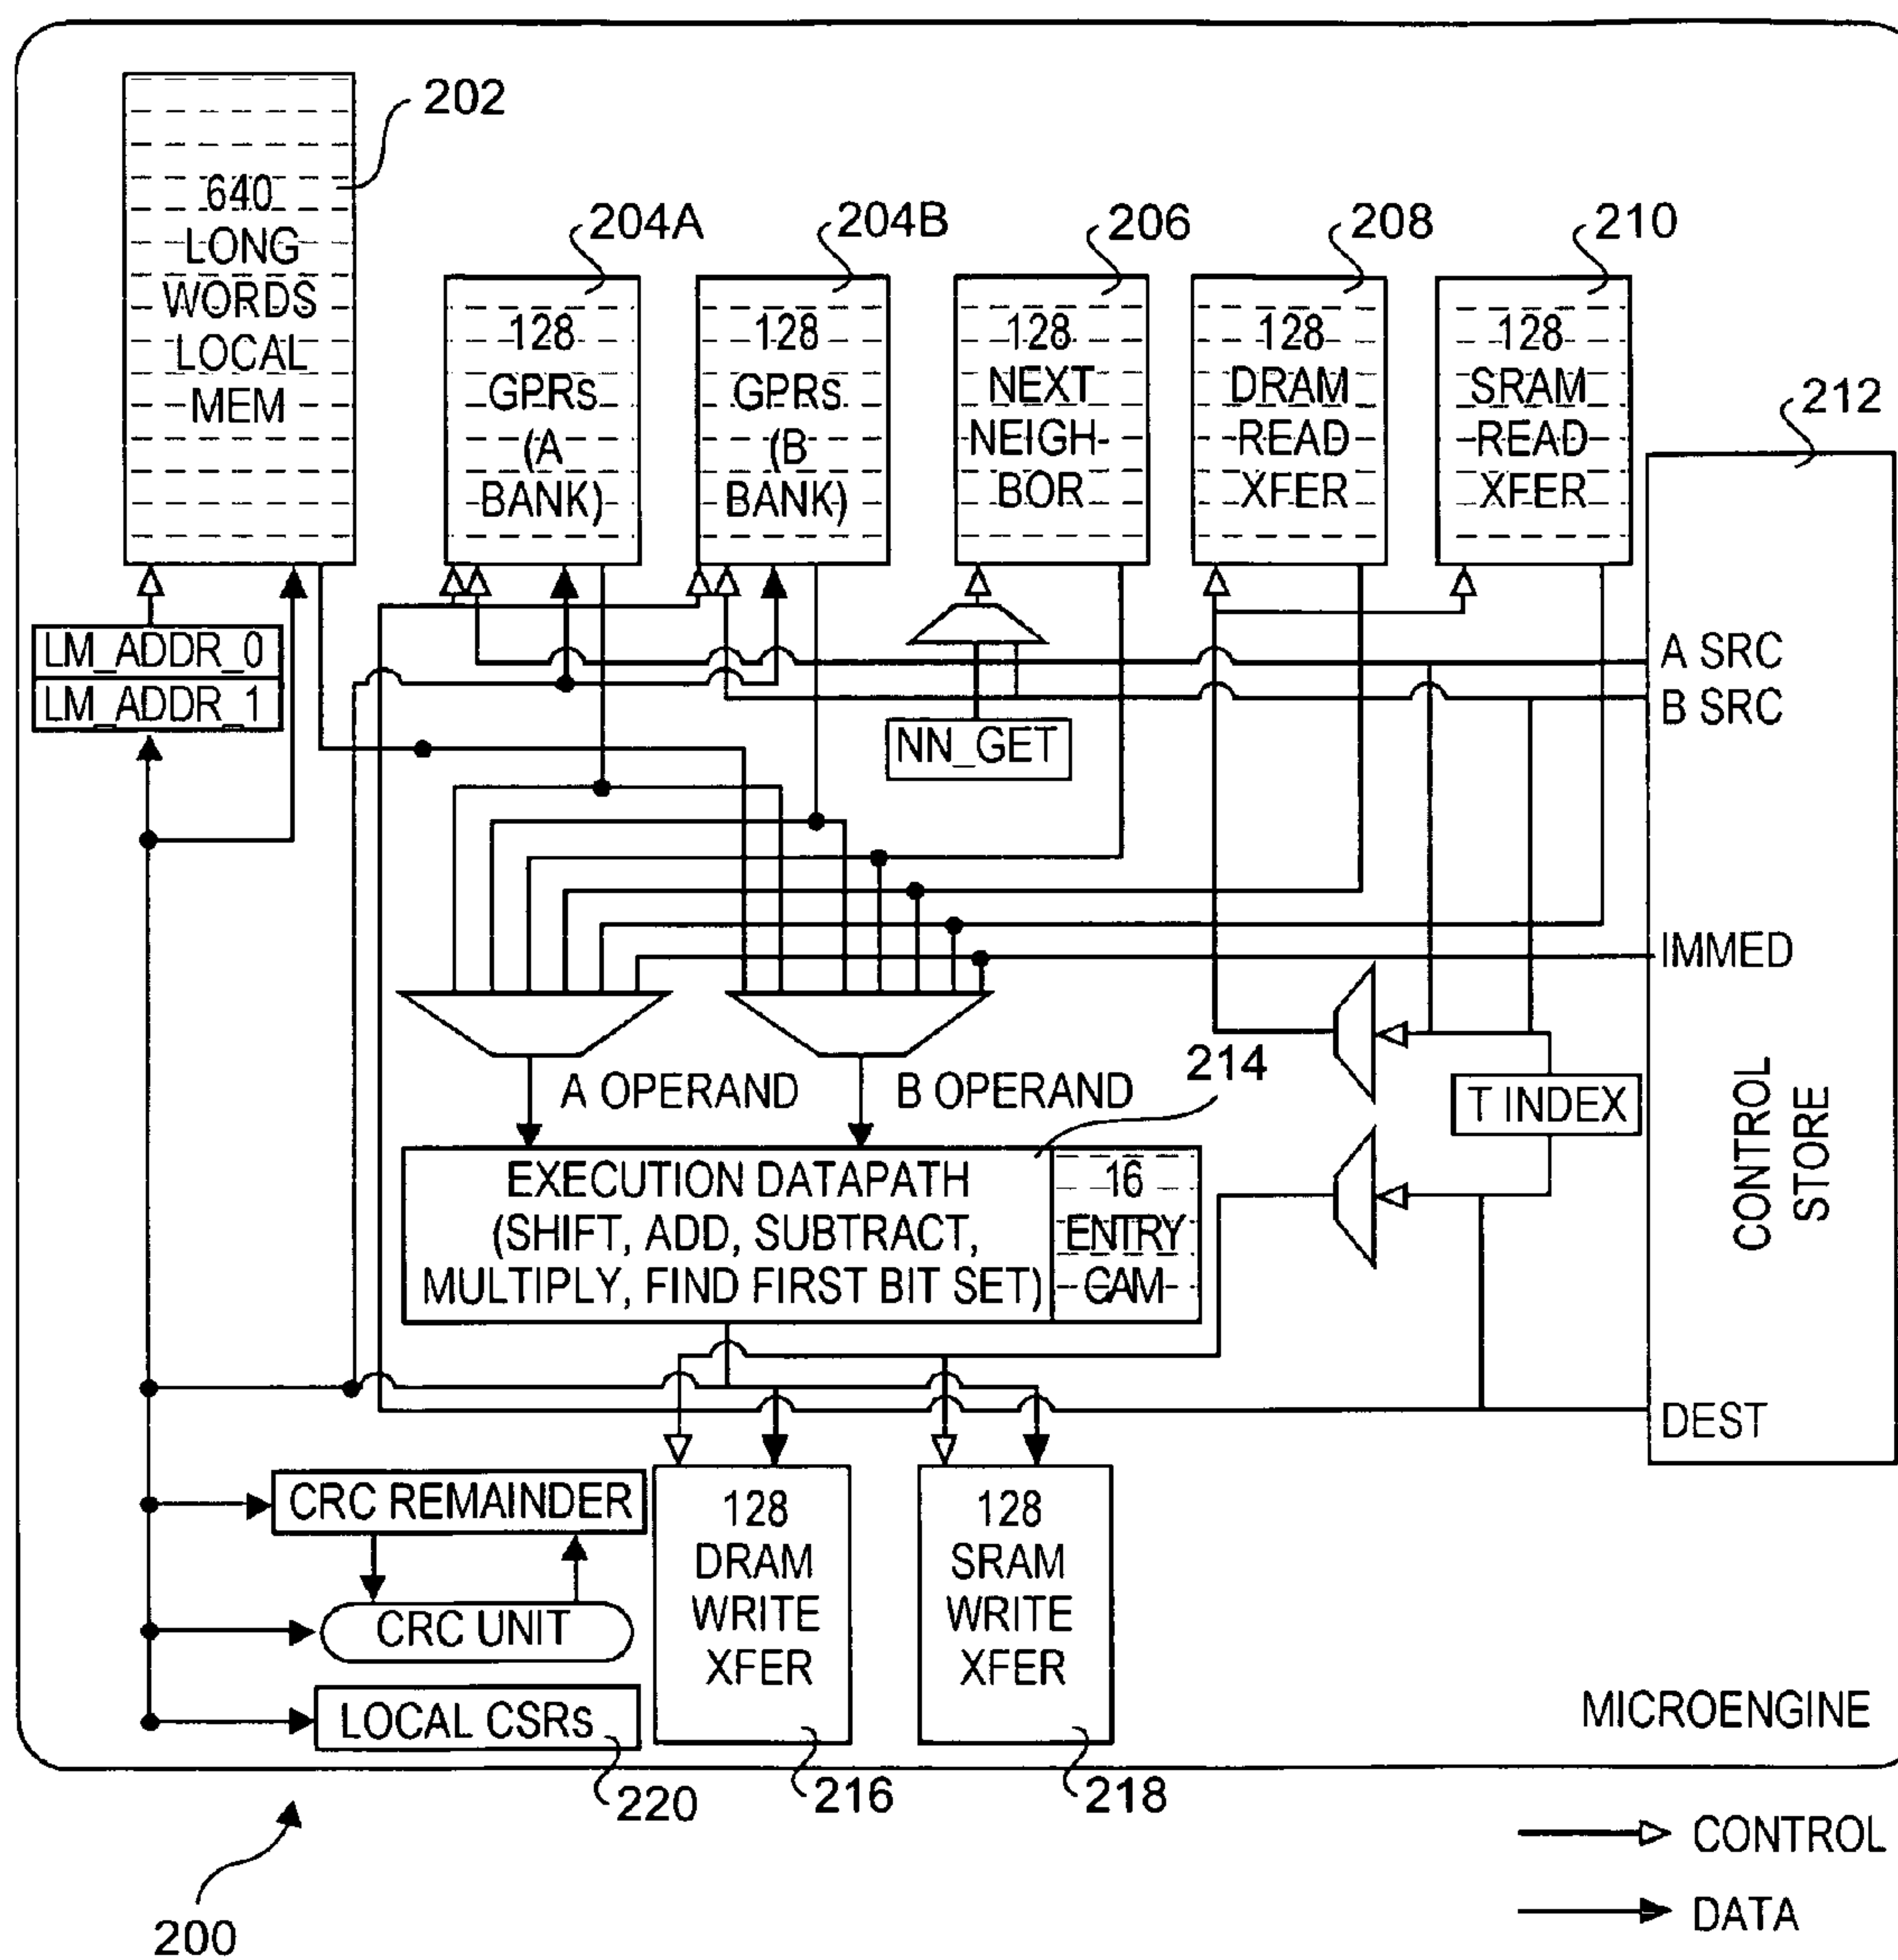 202
640
LONG
WORDS
LOCAL
MEM
204A
204B
206
208
210
128
GPRs
(A
BANK)
128
GPRs
(B
BANK)
128
NEXT
NEIGH-
BOR
128
DRAM
READ
XFER
128
SRAM
READ
XFER
212
LM_ADDR_0
LM_ADDR_1
NN_GET
A SRC
B SRC
IMMED
CONTROL
STORE
DEST
A OPERAND
B OPERAND
214
T INDEX
EXECUTION DATAPATH
(SHIFT, ADD, SUBTRACT,
MULTIPLY, FIND FIRST BIT SET)
16
ENTRY
CAM
CRC REMAINDER
CRC UNIT
LOCAL CSRs
128
DRAM
WRITE
XFER
128
SRAM
WRITE
XFER
MICROENGINE
220
216
218
200
CONTROL
DATA